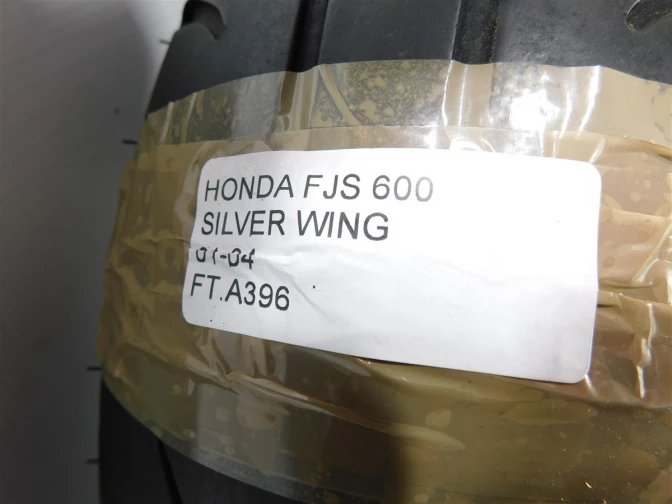 HONDA FJS 600
SILVER WING
01-04
FT.A396